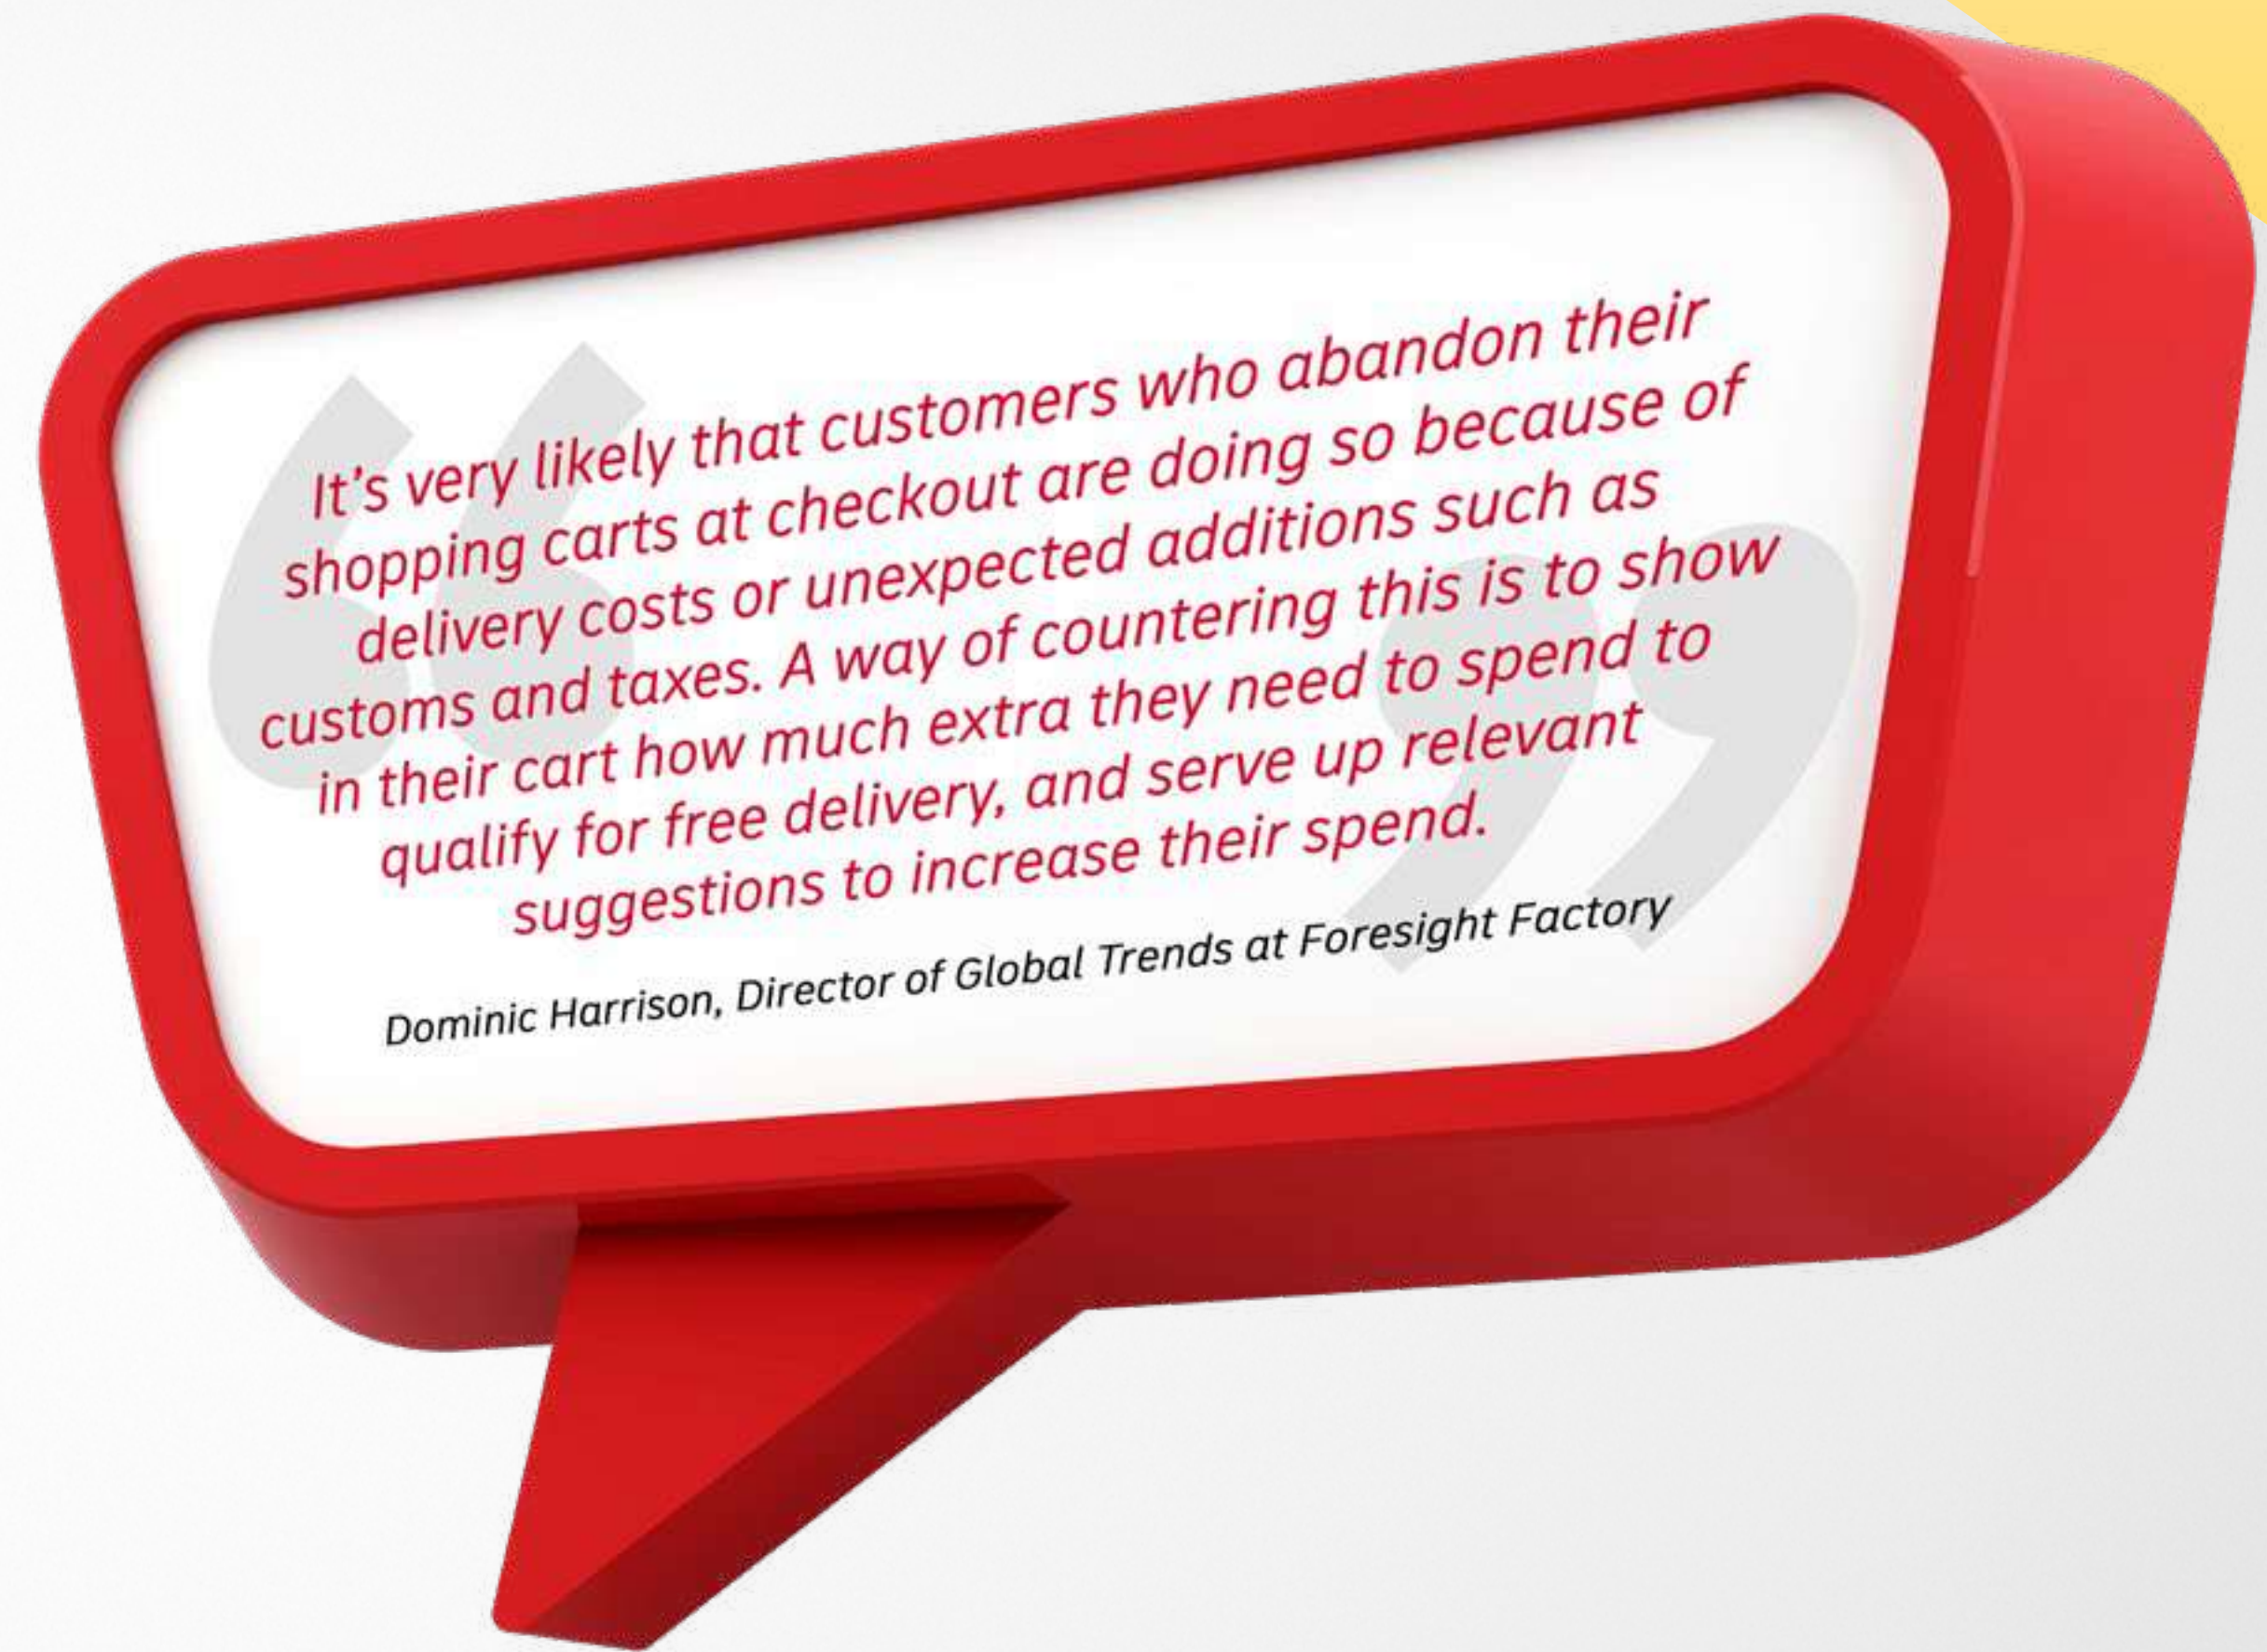 It’s very likely that customers who abandon their
shopping carts at checkout are doing so because of
delivery costs or unexpected additions such as
customs and taxes. A way of countering this is to show
in their cart how much extra they need to spend to
qualify for free delivery, and serve up relevant
suggestions to increase their spend.
Dominic Harrison, Director of Global Trends at Foresight Factory